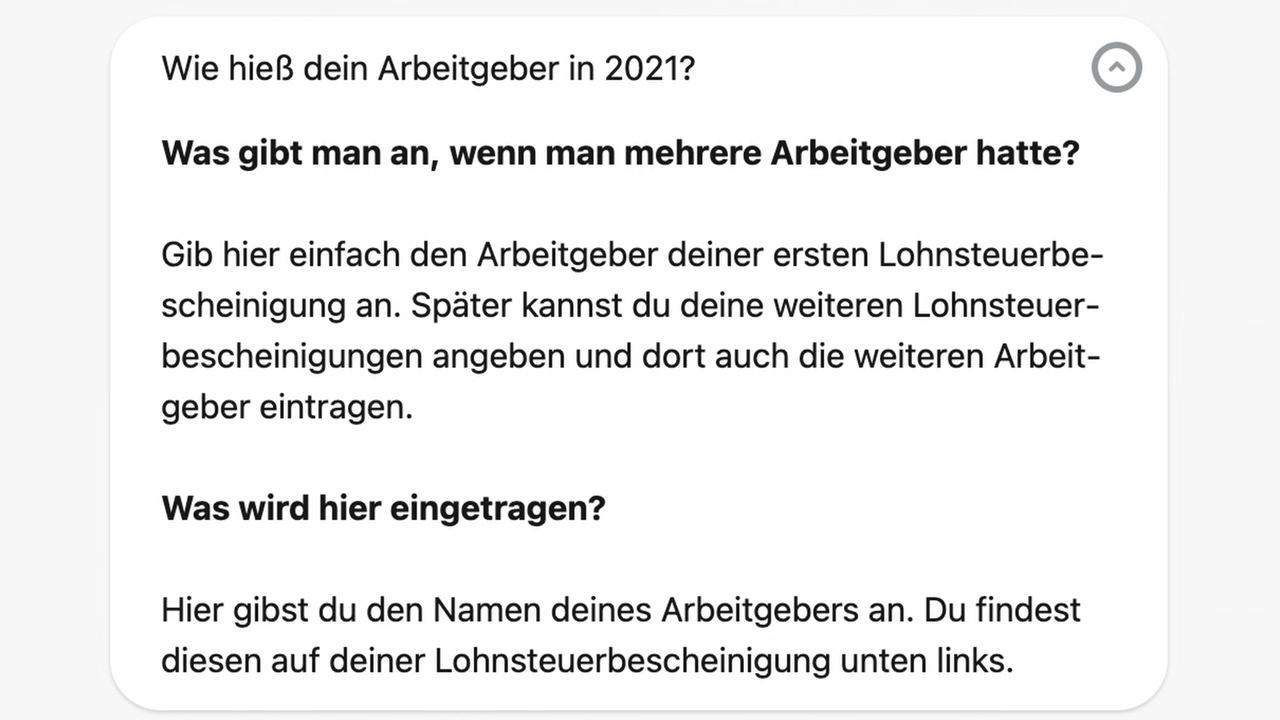 Wie hieß dein Arbeitgeber in 2021?
Was gibt man an, wenn man mehrere Arbeitgeber hatte?
Gib hier einfach den Arbeitgeber deiner ersten Lohnsteuerbe-
scheinigung an. Später kannst du deine weiteren Lohnsteuer-
bescheinigungen angeben und dort auch die weiteren Arbeit-
geber eintragen.
Was wird hier eingetragen?
Hier gibst du den Namen deines Arbeitgebers an. Du findest
diesen auf deiner Lohnsteuerbescheinigung unten links.